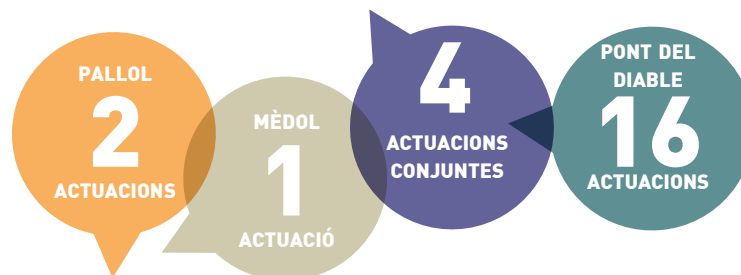 PALLOL
2
ACTUACIONS
MÈDOL
1
ACTUACIÓ
4
ACTUACIONS
CONJUNTES
PONT DEL
DIABLE
16
ACTUACIONS